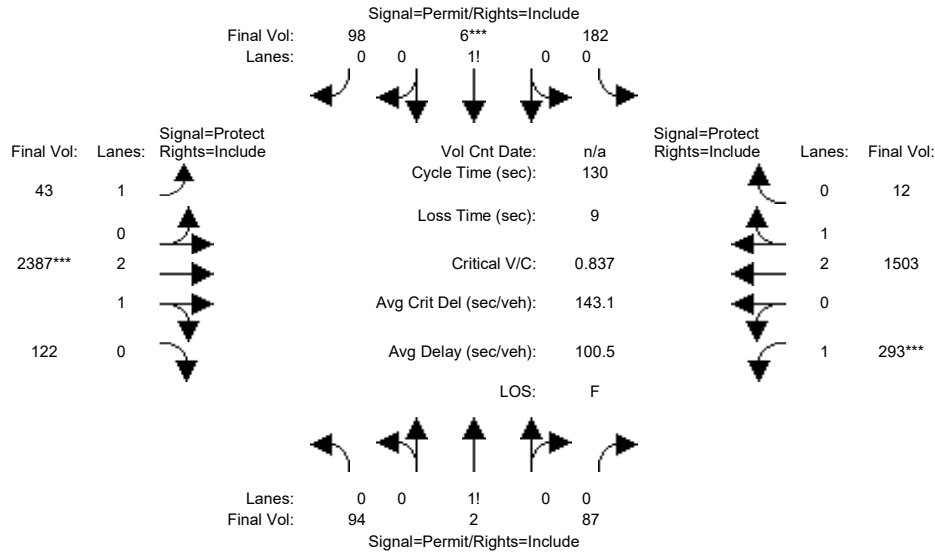 Signal=Permit/Rights=Include
Final Vol: 98 6*** 182
Lanes: 0 0 1! 0 0
Signal=Protect Signal=Protect
Final Vol: Lanes: Rights=Include Vol Cnt Date: n/a Rights=Include Lanes: Final Vol:
Cycle Time (sec): 130
43 1 0 12
Loss Time (sec): 9
0 1
2387*** 2 Critical V/C: 0.837 2 1503
1 Avg Crit Del (sec/veh): 143.1 0
122 0 Avg Delay (sec/veh): 100.5 1 293***
LOS: F
Lanes: 0 0 1! 0 0
Final Vol: 94 2 87
Signal=Permit/Rights=Include